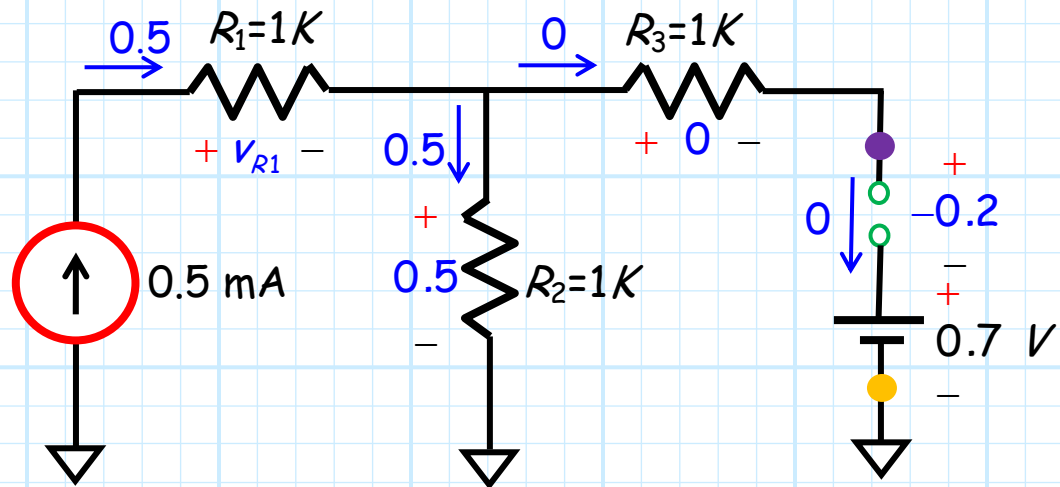 0.5 R₁=1K 0 R₃=1K
+ v_R1 − 0.5 + 0 −
+
+ 0 −0.2
0.5 mA 0.5 R₂=1K −
+
− 0.7 V
−